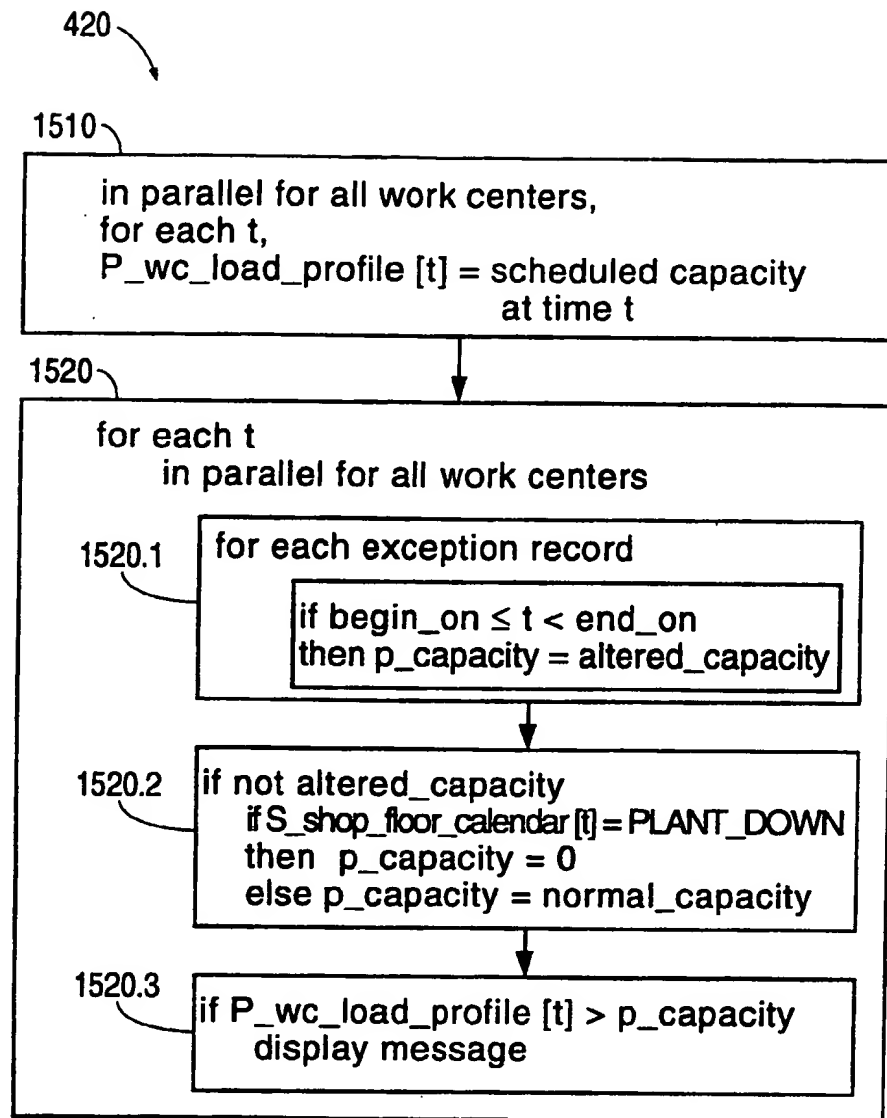 420
1510
in parallel for all work centers,
for each t,
P_wc_load_profile [t] = scheduled capacity
at time t
1520
for each t
in parallel for all work centers
1520.1
for each exception record
if begin_on ≤ t < end_on
then p_capacity = altered_capacity
1520.2
if not altered_capacity
if S_shop_floor_calendar [t] = PLANT_DOWN
then p_capacity = 0
else p_capacity = normal_capacity
1520.3
if P_wc_load_profile [t] > p_capacity
display message